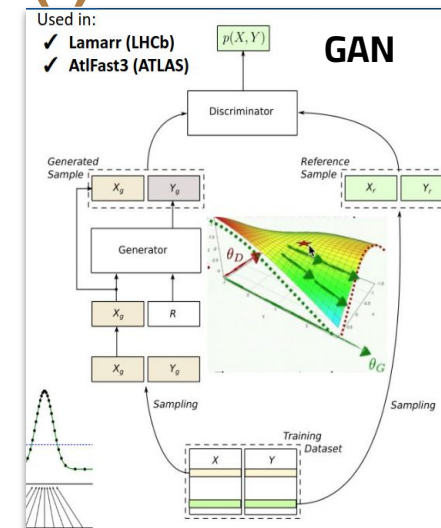 Used in:
✓ Lamarr (LHCb)
✓ AtlFast3 (ATLAS)
GAN
p(X, Y)
Discriminator
Generated
Sample
X_g Y_g
Reference
Sample
X_r Y_r
Generator
θ_D
θ_G
X_g R
X_g Y_g
Sampling
Sampling
Training
Dataset
X Y